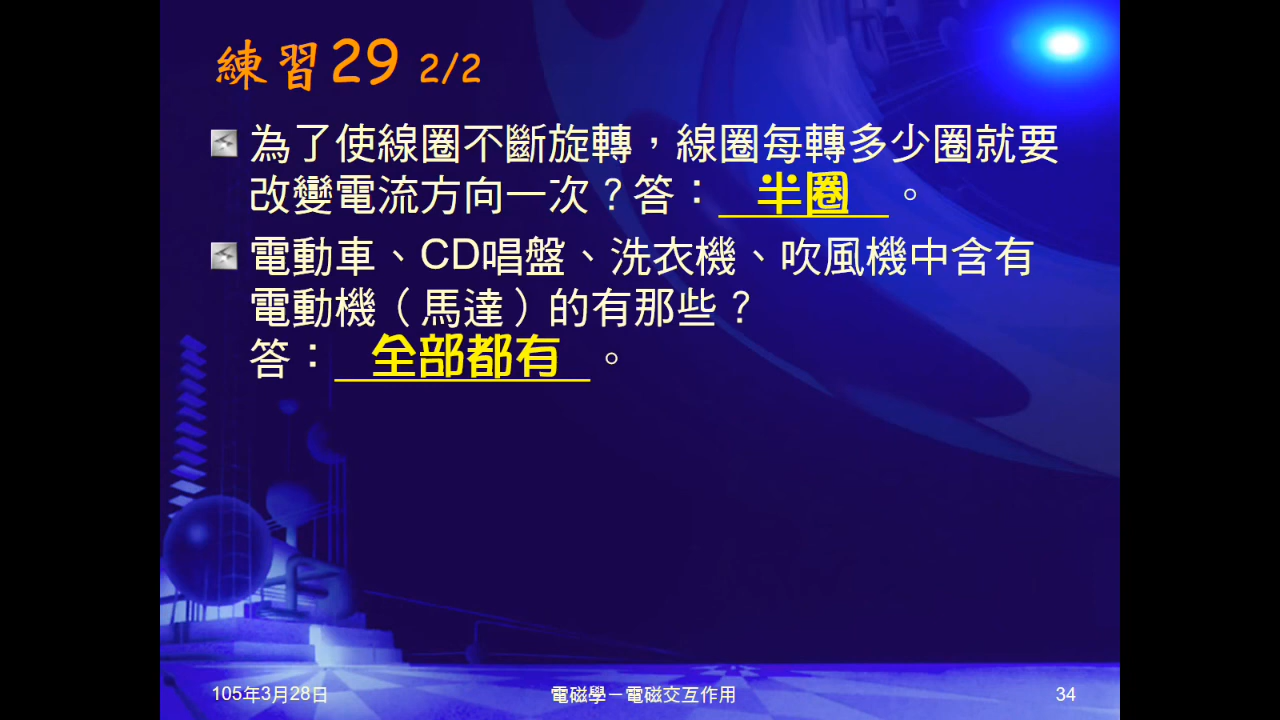 練習29 2/2
為了使線圈不斷旋轉，線圈每轉多少圈就要
改變電流方向一次？答：半圈。
電動車、CD唱盤、洗衣機、吹風機中含有
電動機（馬達）的有那些？
答：全部都有。
105年3月28日 電磁學－電磁交互作用 34